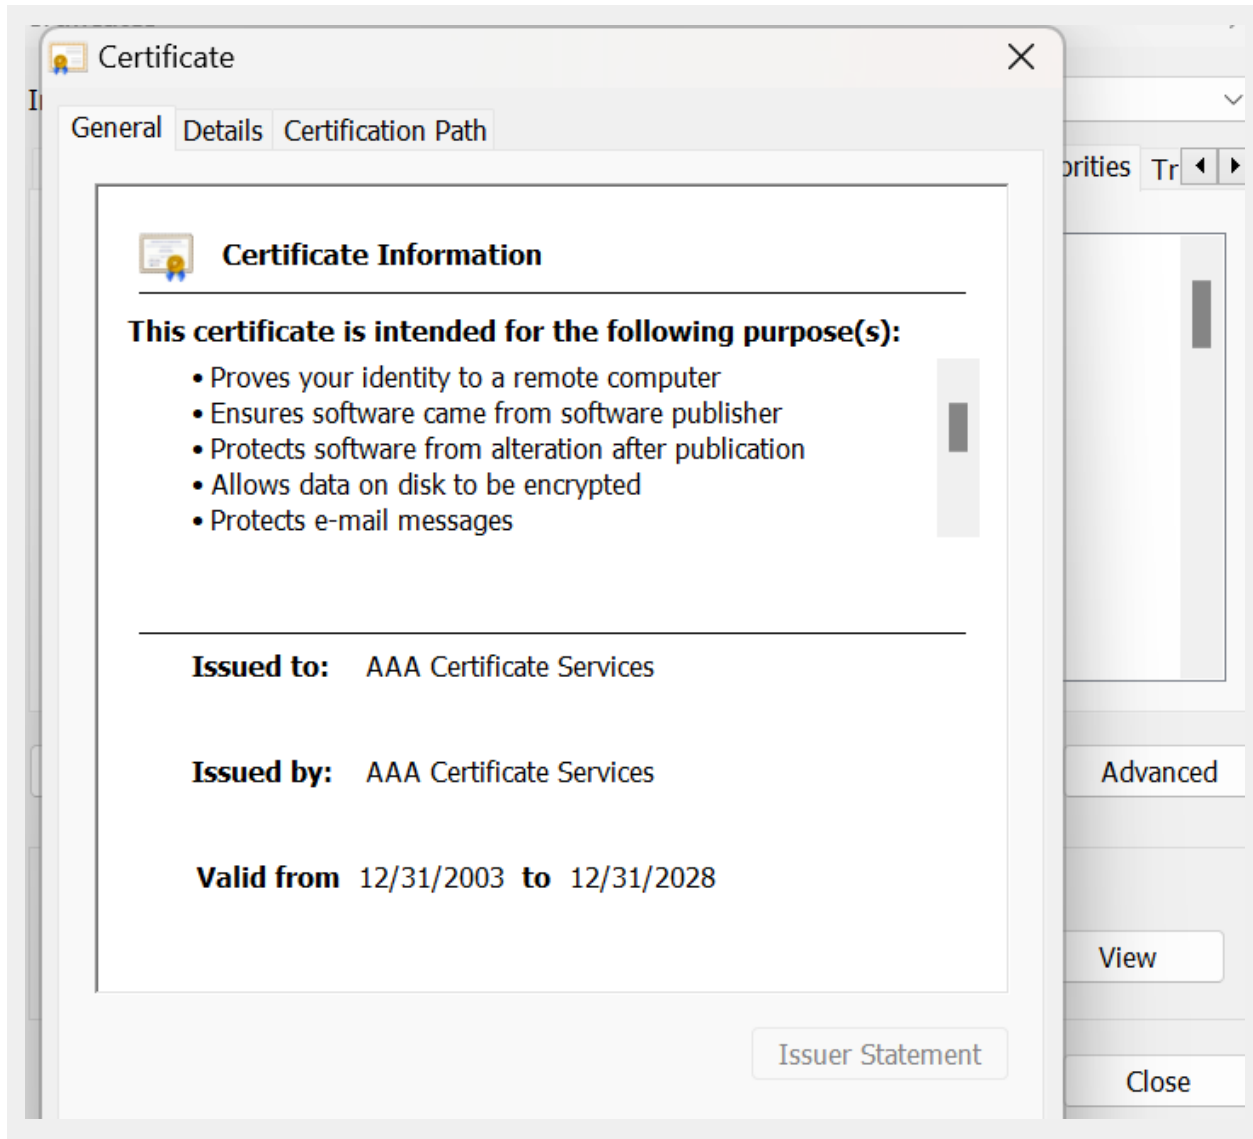 Certificate
General Details Certification Path
orities Tr
Certificate Information
This certificate is intended for the following purpose(s):
• Proves your identity to a remote computer
• Ensures software came from software publisher
• Protects software from alteration after publication
• Allows data on disk to be encrypted
• Protects e-mail messages
Issued to: AAA Certificate Services
Issued by: AAA Certificate Services
Advanced
Valid from 12/31/2003 to 12/31/2028
View
Issuer Statement
Close